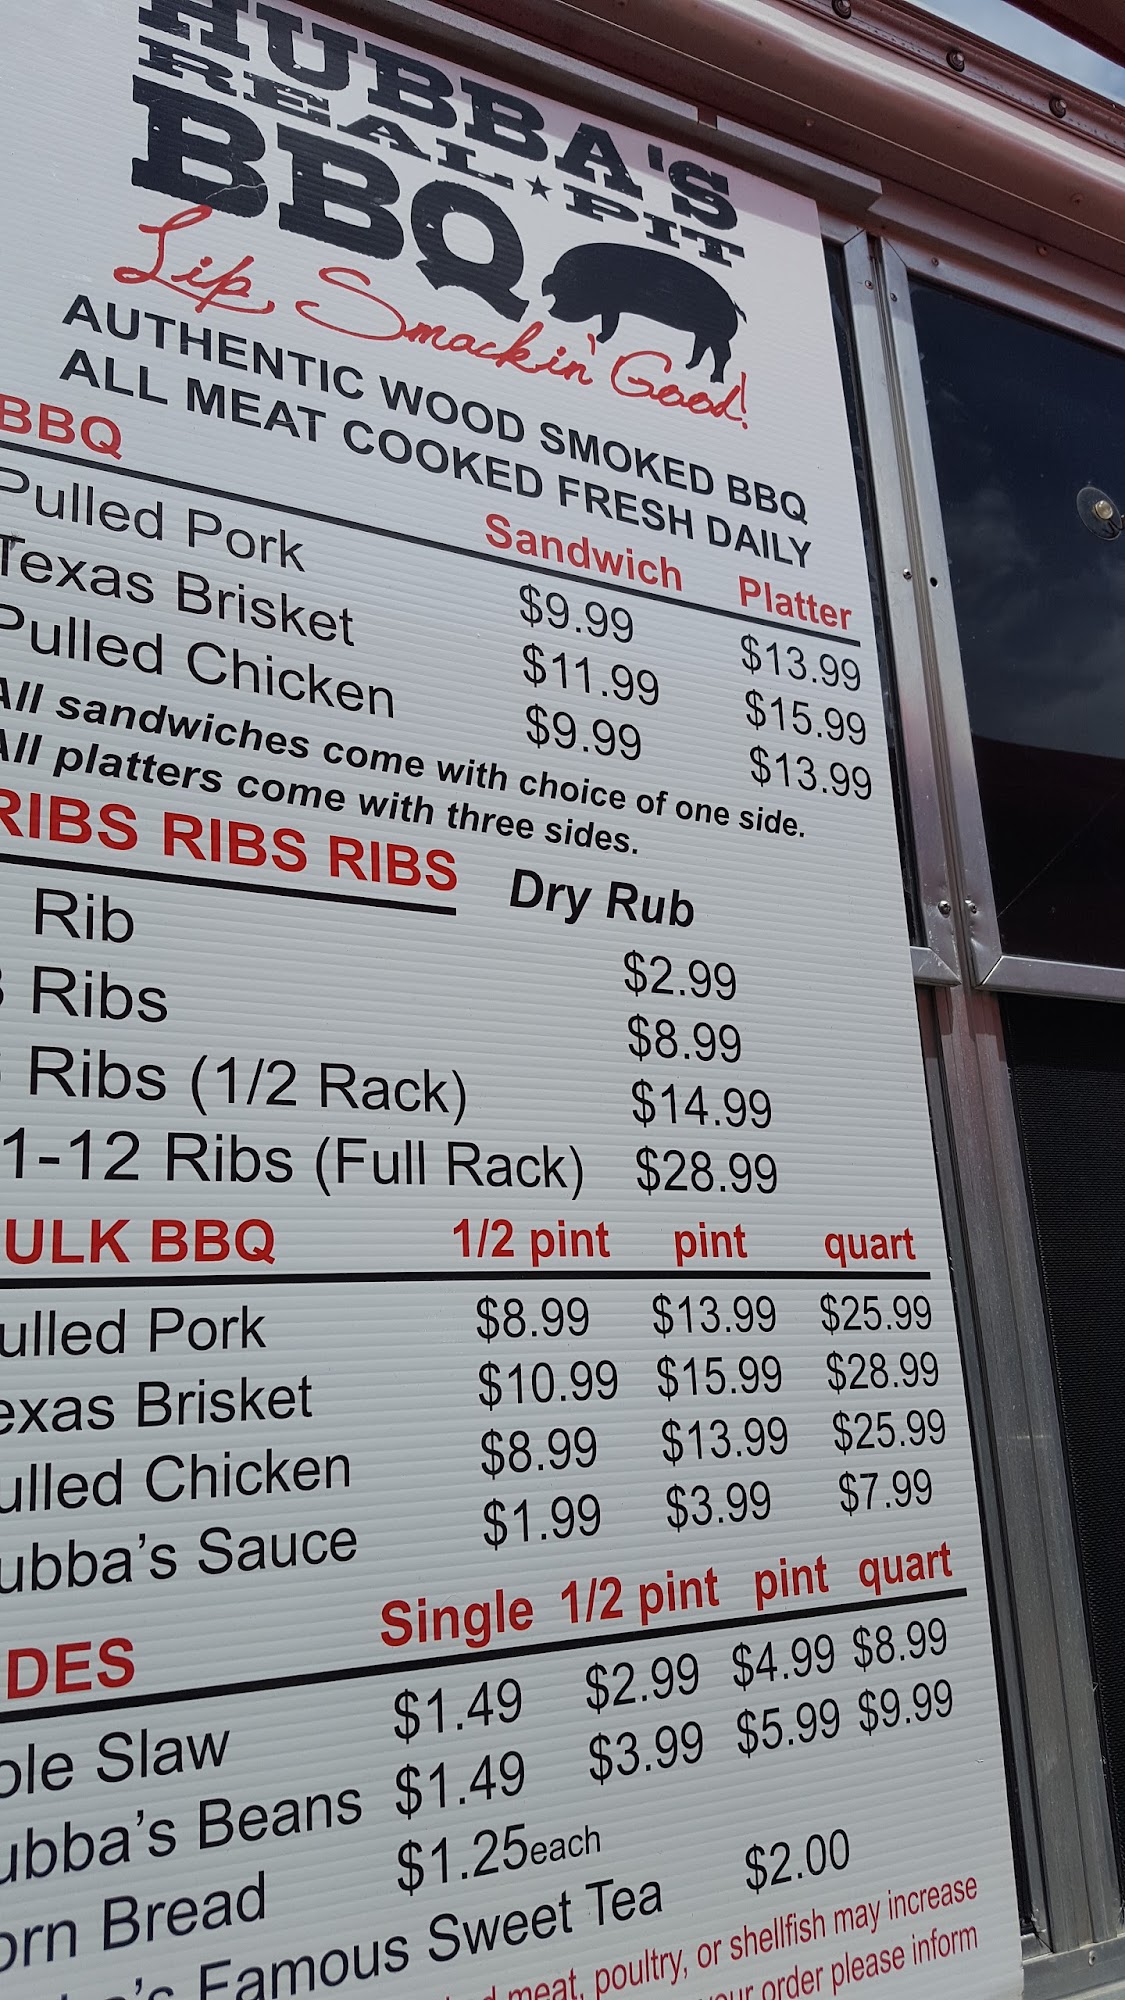 HUBBA'S
REAL ★ PIT
BBQ
Lip Smackin' Good!
AUTHENTIC WOOD SMOKED BBQ
ALL MEAT COOKED FRESH DAILY
BBQ Sandwich Platter
Pulled Pork $9.99 $13.99
Texas Brisket $11.99 $15.99
Pulled Chicken $9.99 $13.99
All sandwiches come with choice of one side.
All platters come with three sides.
RIBS RIBS RIBS Dry Rub
Rib $2.99
3 Ribs $8.99
Ribs (1/2 Rack) $14.99
1-12 Ribs (Full Rack) $28.99
ULK BBQ 1/2 pint pint quart
ulled Pork $8.99 $13.99 $25.99
exas Brisket $10.99 $15.99 $28.99
ulled Chicken $8.99 $13.99 $25.99
ubba's Sauce $1.99 $3.99 $7.99
DES Single 1/2 pint pint quart
ole Slaw $1.49 $2.99 $4.99 $8.99
ubba's Beans $1.49 $3.99 $5.99 $9.99
orn Bread $1.25each
Famous Sweet Tea $2.00
meat, poultry, or shellfish may increase
your order please inform